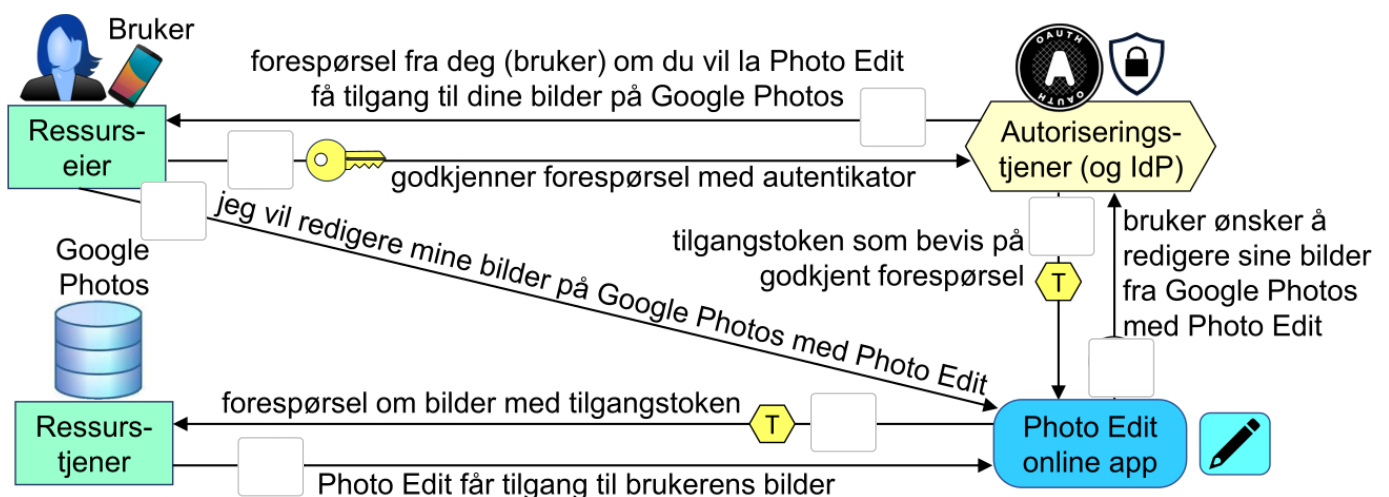 Bruker
OAUTH
A
OAUTH
forespørsel fra deg (bruker) om du vil la Photo Edit
få tilgang til dine bilder på Google Photos
Ressurs-
eier
Autoriserings-
tjener (og IdP)
godkjenner forespørsel med autentikator
jeg vil redigere mine bilder på Google Photos med Photo Edit
tilgangstoken som bevis på
godkjent forespørsel
T
bruker ønsker å
redigere sine bilder
fra Google Photos
med Photo Edit
Google
Photos
forespørsel om bilder med tilgangstoken
T
Ressurs-
tjener
Photo Edit
online app
Photo Edit får tilgang til brukerens bilder